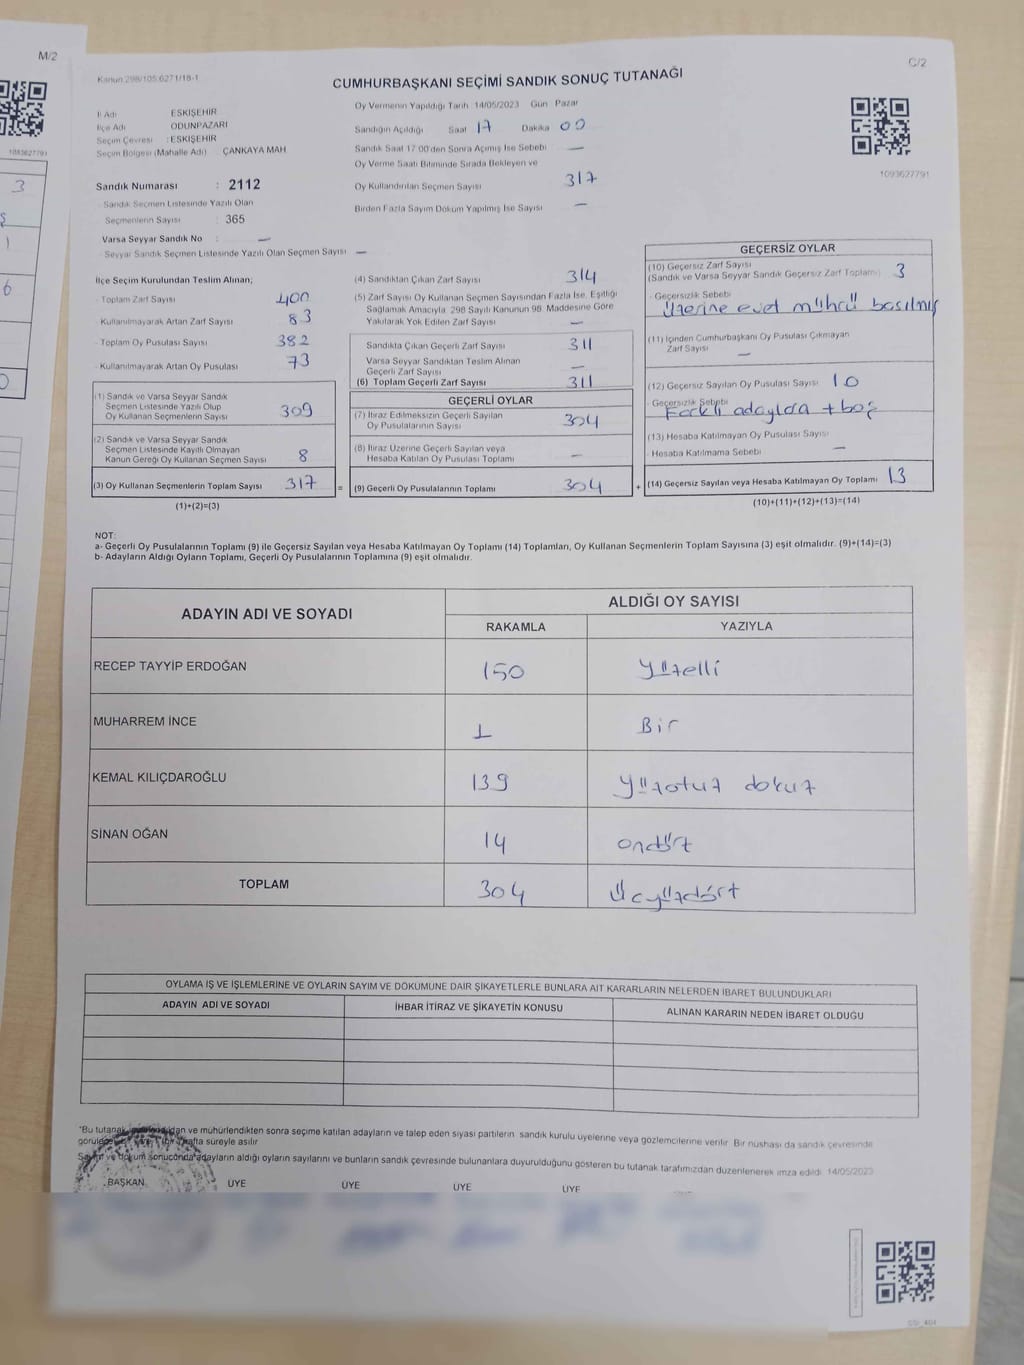 M/2
C/2
Kanun:298/105;6271/18-1
CUMHURBAŞKANI SEÇİMİ SANDIK SONUÇ TUTANAĞI
İl Adı ESKİŞEHİR
İlçe Adı ODUNPAZARI
Seçim Çevresi : ESKİŞEHİR
Seçim Bölgesi (Mahalle Adı) ÇANKAYA MAH.
Oy Vermenin Yapıldığı Tarih 14/05/2023 Gün Pazar
Sandığın Açıldığı Saat 17 Dakika 00
Sandık Saat 17:00'den Sonra Açılmış İse Sebebi —
Oy Verme Saati Bitiminde Sırada Bekleyen ve
Oy Kullandırılan Seçmen Sayısı 317
Birden Fazla Sayım Döküm Yapılmış İse Sayısı —
1093627791
Sandık Numarası : 2112
Sandık Seçmen Listesinde Yazılı Olan
Seçmenlerin Sayısı : 365
Varsa Seyyar Sandık No : —
Seyyar Sandık Seçmen Listesinde Yazılı Olan Seçmen Sayısı —
İlçe Seçim Kurulundan Teslim Alınan;
Toplam Zarf Sayısı 400
Kullanılmayarak Artan Zarf Sayısı 83
Toplam Oy Pusulası Sayısı 382
Kullanılmayarak Artan Oy Pusulası 73
(1) Sandık ve Varsa Seyyar Sandık
Seçmen Listesinde Yazılı Olup
Oy Kullanan Seçmenlerin Sayısı 309
(2) Sandık ve Varsa Seyyar Sandık
Seçmen Listesinde Kayıtlı Olmayan
Kanun Gereği Oy Kullanan Seçmen Sayısı 8
(3) Oy Kullanan Seçmenlerin Toplam Sayısı 317
(1)+(2)=(3)
(4) Sandıktan Çıkan Zarf Sayısı 314
(5) Zarf Sayısı Oy Kullanan Seçmen Sayısından Fazla İse, Eşitliği
Sağlamak Amacıyla 298 Sayılı Kanunun 98. Maddesine Göre
Yakılarak Yok Edilen Zarf Sayısı —
Sandıkta Çıkan Geçerli Zarf Sayısı 311
Varsa Seyyar Sandıktan Teslim Alınan
Geçerli Zarf Sayısı —
(6) Toplam Geçerli Zarf Sayısı 311
GEÇERLİ OYLAR
(7) İtiraz Edilmeksizin Geçerli Sayılan
Oy Pusulalarının Sayısı 304
(8) İtiraz Üzerine Geçerli Sayılan veya
Hesaba Katılan Oy Pusulası Toplamı —
= (9) Geçerli Oy Pusulalarının Toplamı 304
GEÇERSİZ OYLAR
(10) Geçersiz Zarf Sayısı
(Sandık ve Varsa Seyyar Sandık Geçersiz Zarf Toplamı) 3
Geçersizlik Sebebi
Üzerine evet mührü basılmış
(11) İçinden Cumhurbaşkanı Oy Pusulası Çıkmayan
Zarf Sayısı —
(12) Geçersiz Sayılan Oy Pusulası Sayısı 10
Geçersizlik Sebebi
Farklı adaylara +boş
(13) Hesaba Katılmayan Oy Pusulası Sayısı
Hesaba Katılmama Sebebi —
+ (14) Geçersiz Sayılan veya Hesaba Katılmayan Oy Toplamı 13
(10)+(11)+(12)+(13)=(14)
NOT:
a- Geçerli Oy Pusulalarının Toplamı (9) ile Geçersiz Sayılan veya Hesaba Katılmayan Oy Toplamı (14) Toplamları, Oy Kullanan Seçmenlerin Toplam Sayısına (3) eşit olmalıdır. (9)+(14)=(3)
b- Adayların Aldığı Oyların Toplamı, Geçerli Oy Pusulalarının Toplamına (9) eşit olmalıdır.
ADAYIN ADI VE SOYADI
ALDIĞI OY SAYISI
RAKAMLA YAZIYLA
RECEP TAYYİP ERDOĞAN 150 Yüzelli
MUHARREM İNCE 1 Bir
KEMAL KILIÇDAROĞLU 139 Yüzotuz dokuz
SİNAN OĞAN 14 ondört
TOPLAM 304 Üçyüzdört
OYLAMA İŞ VE İŞLEMLERİNE VE OYLARIN SAYIM VE DÖKÜMÜNE DAİR ŞİKAYETLERLE BUNLARA AİT KARARLARIN NELERDEN İBARET BULUNDUKLARI
ADAYIN ADI VE SOYADI İHBAR İTİRAZ VE ŞİKAYETİN KONUSU ALINAN KARARIN NEDEN İBARET OLDUĞU
*Bu tutanak ve mühürlendikten sonra seçime katılan adayların ve talep eden siyasi partilerin sandık kurulu üyelerine veya gözlemcilerine verilir. Bir nüshası da sandık çevresinde
hafta süreyle asılır.
Sayım ve döküm sonucunda adayların aldığı oyların sayılarını ve bunların sandık çevresinde bulunanlara duyurulduğunu gösteren bu tutanak tarafımızdan düzenlenerek imza edildi. 14/05/2023
BAŞKAN ÜYE ÜYE ÜYE ÜYE